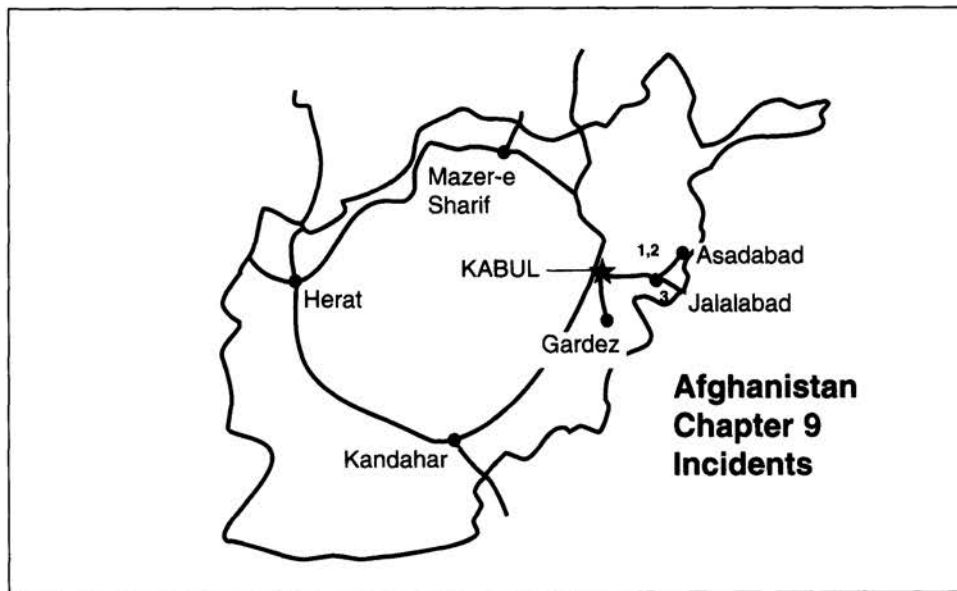 Mazer-e
Sharif
1,2
Asadabad
KABUL
Herat
3
Jalalabad
Gardez
Afghanistan
Chapter 9
Incidents
Kandahar